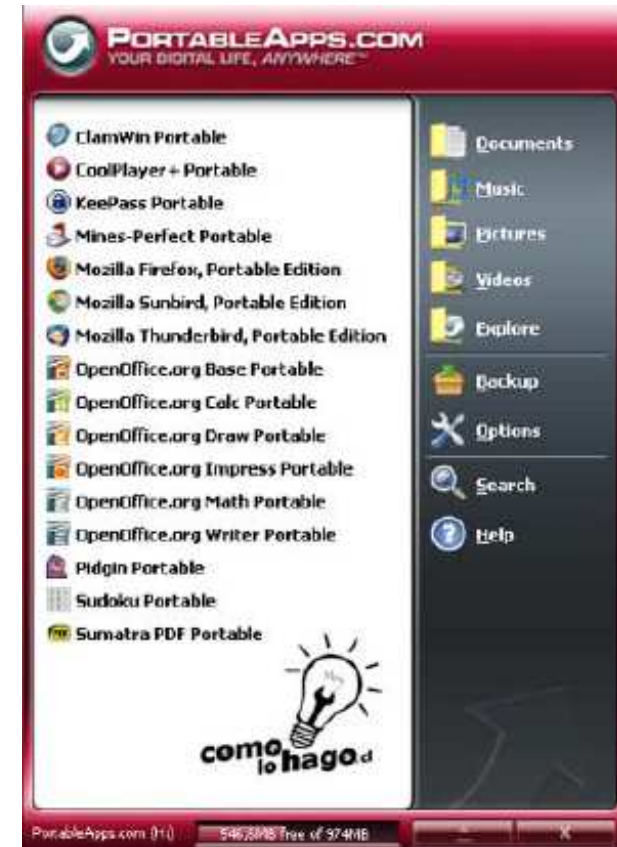 PORTABLEAPPS.COM
YOUR DIGITAL LIFE, ANYWHERE™
ClamWin Portable
CoolPlayer+ Portable
KeePass Portable
Mines-Perfect Portable
Mozilla Firefox, Portable Edition
Mozilla Sunbird, Portable Edition
Mozilla Thunderbird, Portable Edition
OpenOffice.org Base Portable
OpenOffice.org Calc Portable
OpenOffice.org Draw Portable
OpenOffice.org Impress Portable
OpenOffice.org Math Portable
OpenOffice.org Writer Portable
Pidgin Portable
Sudoku Portable
Sumatra PDF Portable
Documents
Music
Pictures
Videos
Explore
Backup
Options
Search
Help
como
lo hago.cl
PortableApps.com (H:)
546,6MB free of 974MB
X